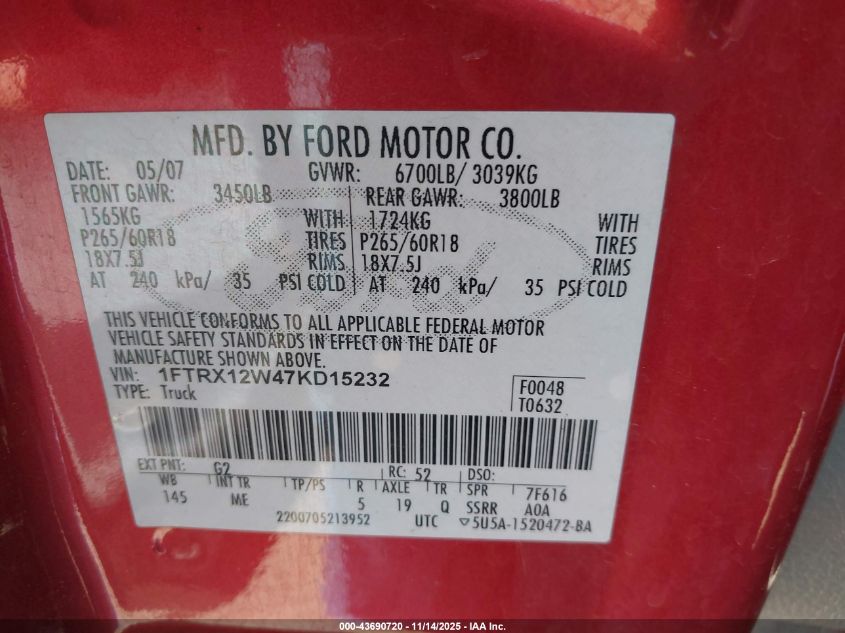 MFD. BY FORD MOTOR CO.
DATE: 05/07 GVWR: 6700LB/ 3039KG
FRONT GAWR: 3450LB REAR GAWR: 3800LB
1565KG WITH 1724KG WITH
P265/60R18 TIRES P265/60R18 TIRES
18X7.5J RIMS 18X7.5J RIMS
AT 240 kPa/ 35 PSI COLD AT 240 kPa/ 35 PSI COLD
Ford
THIS VEHICLE CONFORMS TO ALL APPLICABLE FEDERAL MOTOR
VEHICLE SAFETY STANDARDS IN EFFECT ON THE DATE OF
MANUFACTURE SHOWN ABOVE.
VIN: 1FTRX12W47KD15232 F0048
TYPE: Truck T0632
EXT PNT: G2 RC: 52 DSO:
WB INT TR TP/PS R AXLE TR SPR 7F616
145 ME 5 19 Q SSRR A0A
2200705213952 UTC ▽5U5A-1520472-BA
000-43690720 - 11/14/2025 - IAA Inc.